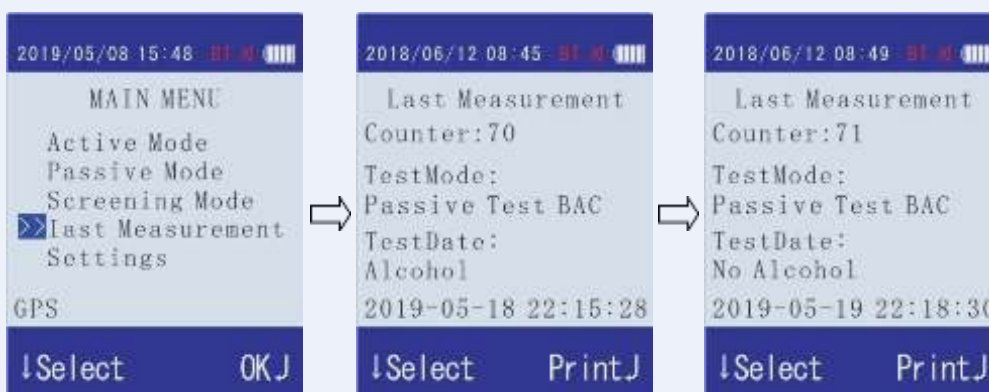 2019/05/08 15:48
MAIN MENU
Active Mode
Passive Mode
Screening Mode
>>last Measurement
Settings
GPS
↓Select OK
2018/06/12 08:45
Last Measurement
Counter:70
TestMode:
Passive Test BAC
TestDate:
Alcohol
2019-05-18 22:15:28
↓Select Print
2018/06/12 08:49
Last Measurement
Counter:71
TestMode:
Passive Test BAC
TestDate:
No Alcohol
2019-05-19 22:18:30
↓Select Print